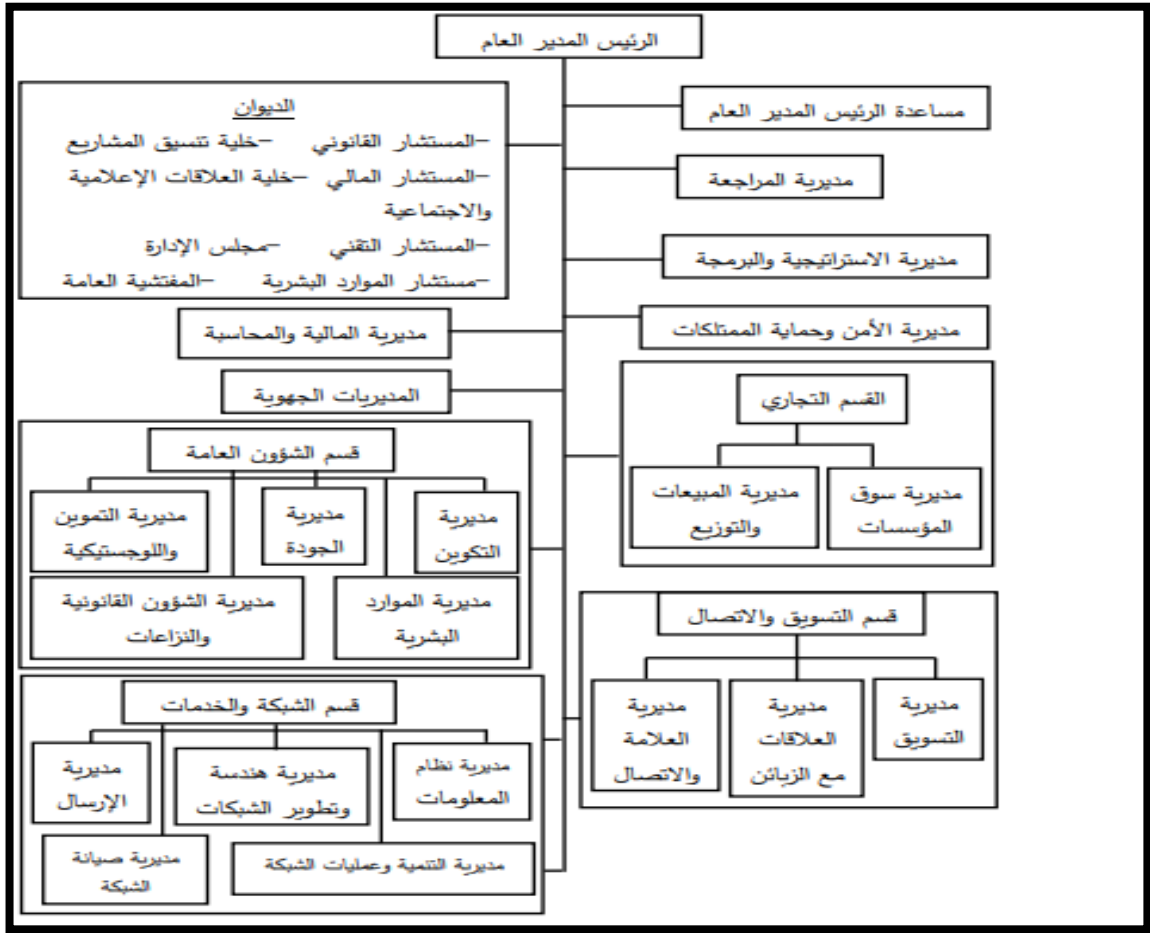 الرئيس المدير العام
مساعدة الرئيس المدير العام
الديوان
-المستشار القانوني -خلية تنسيق المشاريع
-المستشار المالي -خلية العلاقات الإعلامية
والاجتماعية
-المستشار التقني -مجلس الإدارة
-مستشار الموارد البشرية -المفتشية العامة
مديرية المراجعة
مديرية الاستراتيجية والبرمجة
مديرية الأمن وحماية الممتلكات
مديرية المالية والمحاسبة
المديريات الجهوية
القسم التجاري
مديرية سوق
المؤسسات
مديرية المبيعات
والتوزيع
قسم الشؤون العامة
مديرية
التكوين
مديرية
الجودة
مديرية التموين
واللوجستيكية
مديرية الموارد
البشرية
مديرية الشؤون القانونية
والنزاعات
قسم التسويق والاتصال
مديرية
التسويق
مديرية
العلاقات
مع الزبائن
مديرية
العلامة
والاتصال
قسم الشبكة والخدمات
مديرية نظام
المعلومات
مديرية هندسة
وتطوير الشبكات
مديرية
الإرسال
مديرية التنمية وعمليات الشبكة
مديرية صيانة
الشبكة